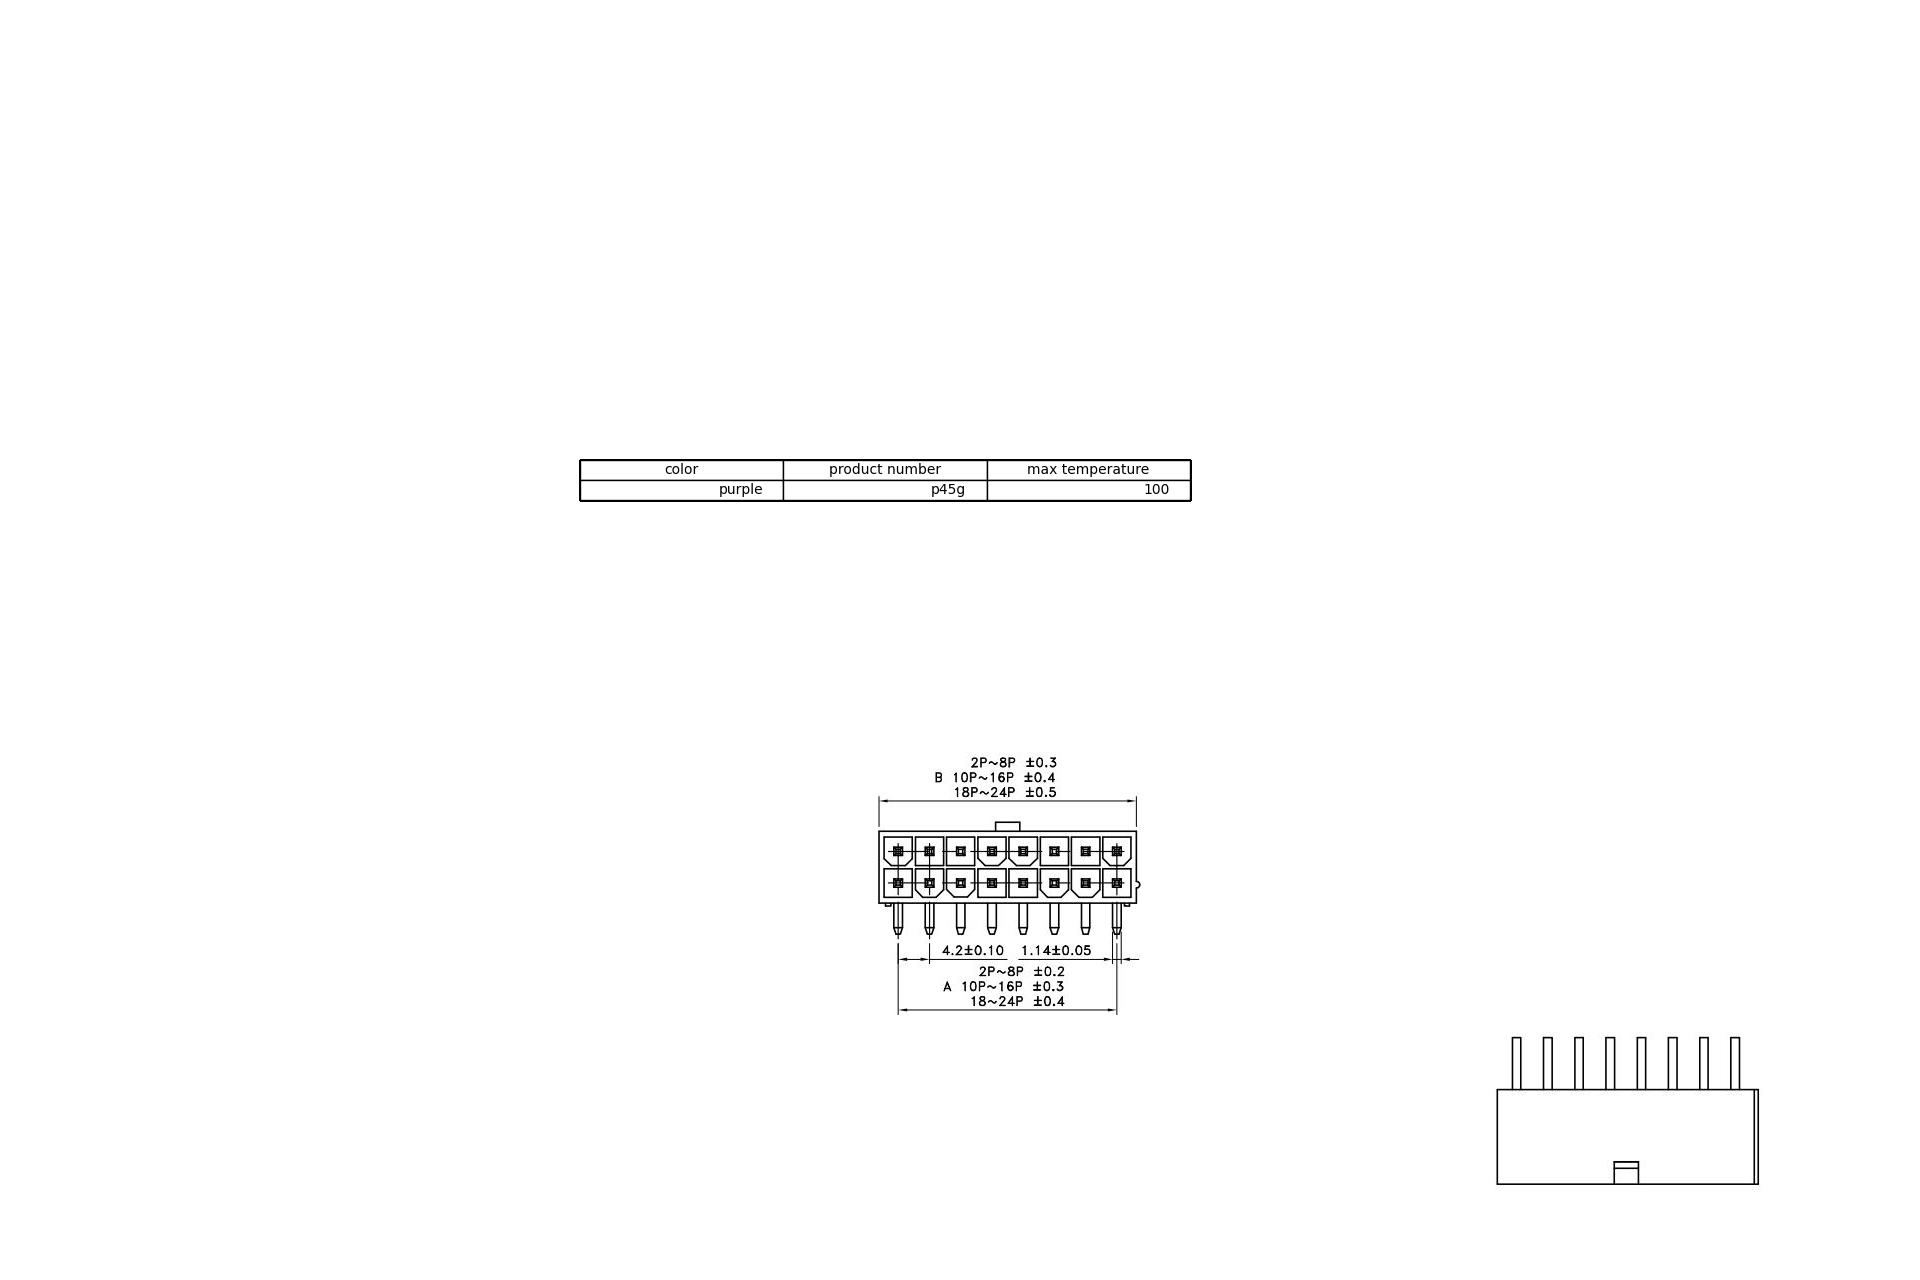 color product number max temperature
purple p45g 100
2P~8P ±0.3
B 10P~16P ±0.4
18P~24P ±0.5
4.2±0.10 1.14±0.05
2P~8P ±0.2
A 10P~16P ±0.3
18~24P ±0.4